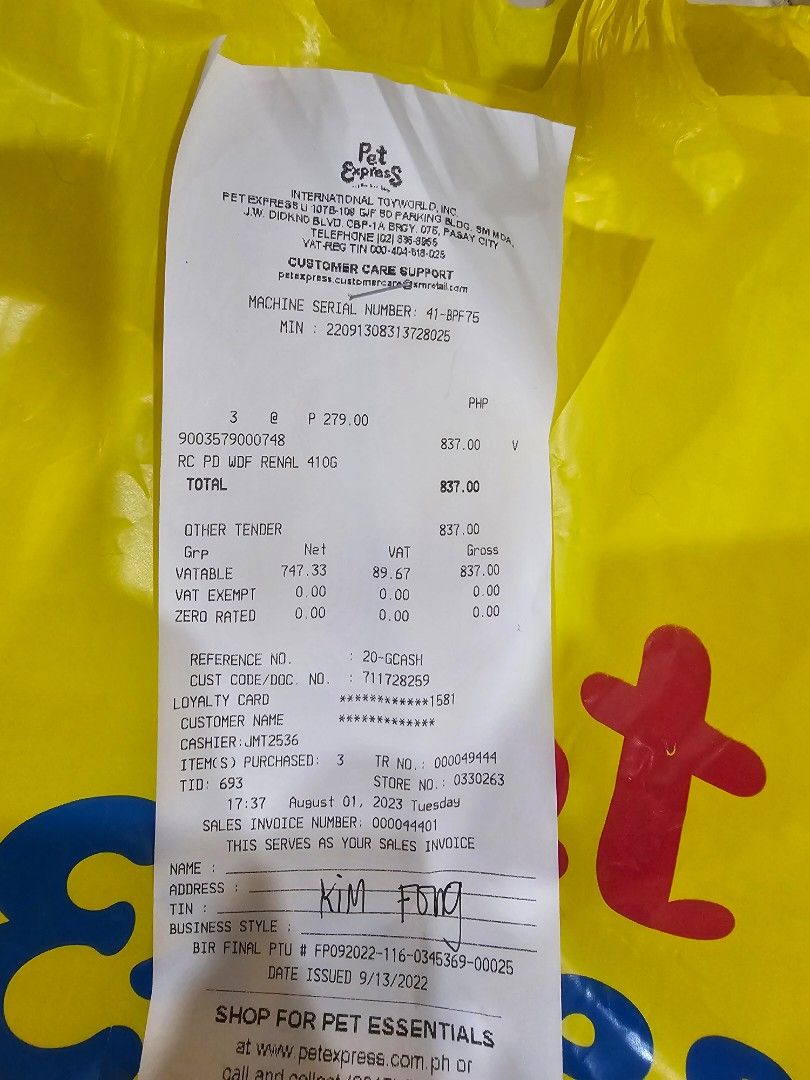 Pet
Express
INTERNATIONAL TOYWORLD, INC.
PET EXPRESS U 107B-109 G/F BD PARKING BLDG. SM MOA,
J.W. DIOKNO BLVD. CBP-1A BRGY. 076, PASAY CITY
TELEPHONE (02)
VAT-REG TIN 000-404-618-025
CUSTOMER CARE SUPPORT
petexpress.customercare@smretail.com
MACHINE SERIAL NUMBER: 41-BPF75
MIN : 22091308313728025
PHP
3 @ P 279.00
9003579000748 837.00 V
RC PD WDF RENAL 410G
TOTAL 837.00
OTHER TENDER 837.00
Grp Net VAT Gross
VATABLE 747.33 89.67 837.00
VAT EXEMPT 0.00 0.00 0.00
ZERO RATED 0.00 0.00 0.00
REFERENCE NO. : 20-GCASH
CUST CODE/DOC. NO. : 711728259
LOYALTY CARD ************1581
CUSTOMER NAME *************
CASHIER:JMT2536
ITEM(S) PURCHASED: 3 TR NO.: 000049444
TID: 693 STORE NO.: 0330263
17:37 August 01, 2023 Tuesday
SALES INVOICE NUMBER: 000044401
THIS SERVES AS YOUR SALES INVOICE
NAME :
ADDRESS : KIM FONG
TIN :
BUSINESS STYLE :
BIR FINAL PTU # FP092022-116-0345369-00025
DATE ISSUED 9/13/2022
SHOP FOR PET ESSENTIALS
at www.petexpress.com.ph or
call and collect
et